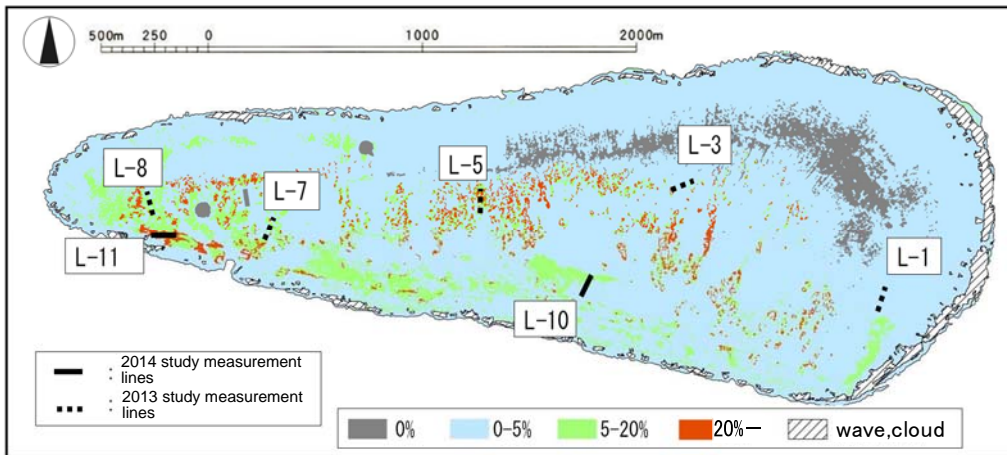 500m 250 0 1000 2000m
L-3
L-8
L-5
L-7
L-11
L-1
L-10
: 2014 study measurement
lines
: 2013 study measurement
lines
0% 0-5% 5-20% 20%ー wave,cloud